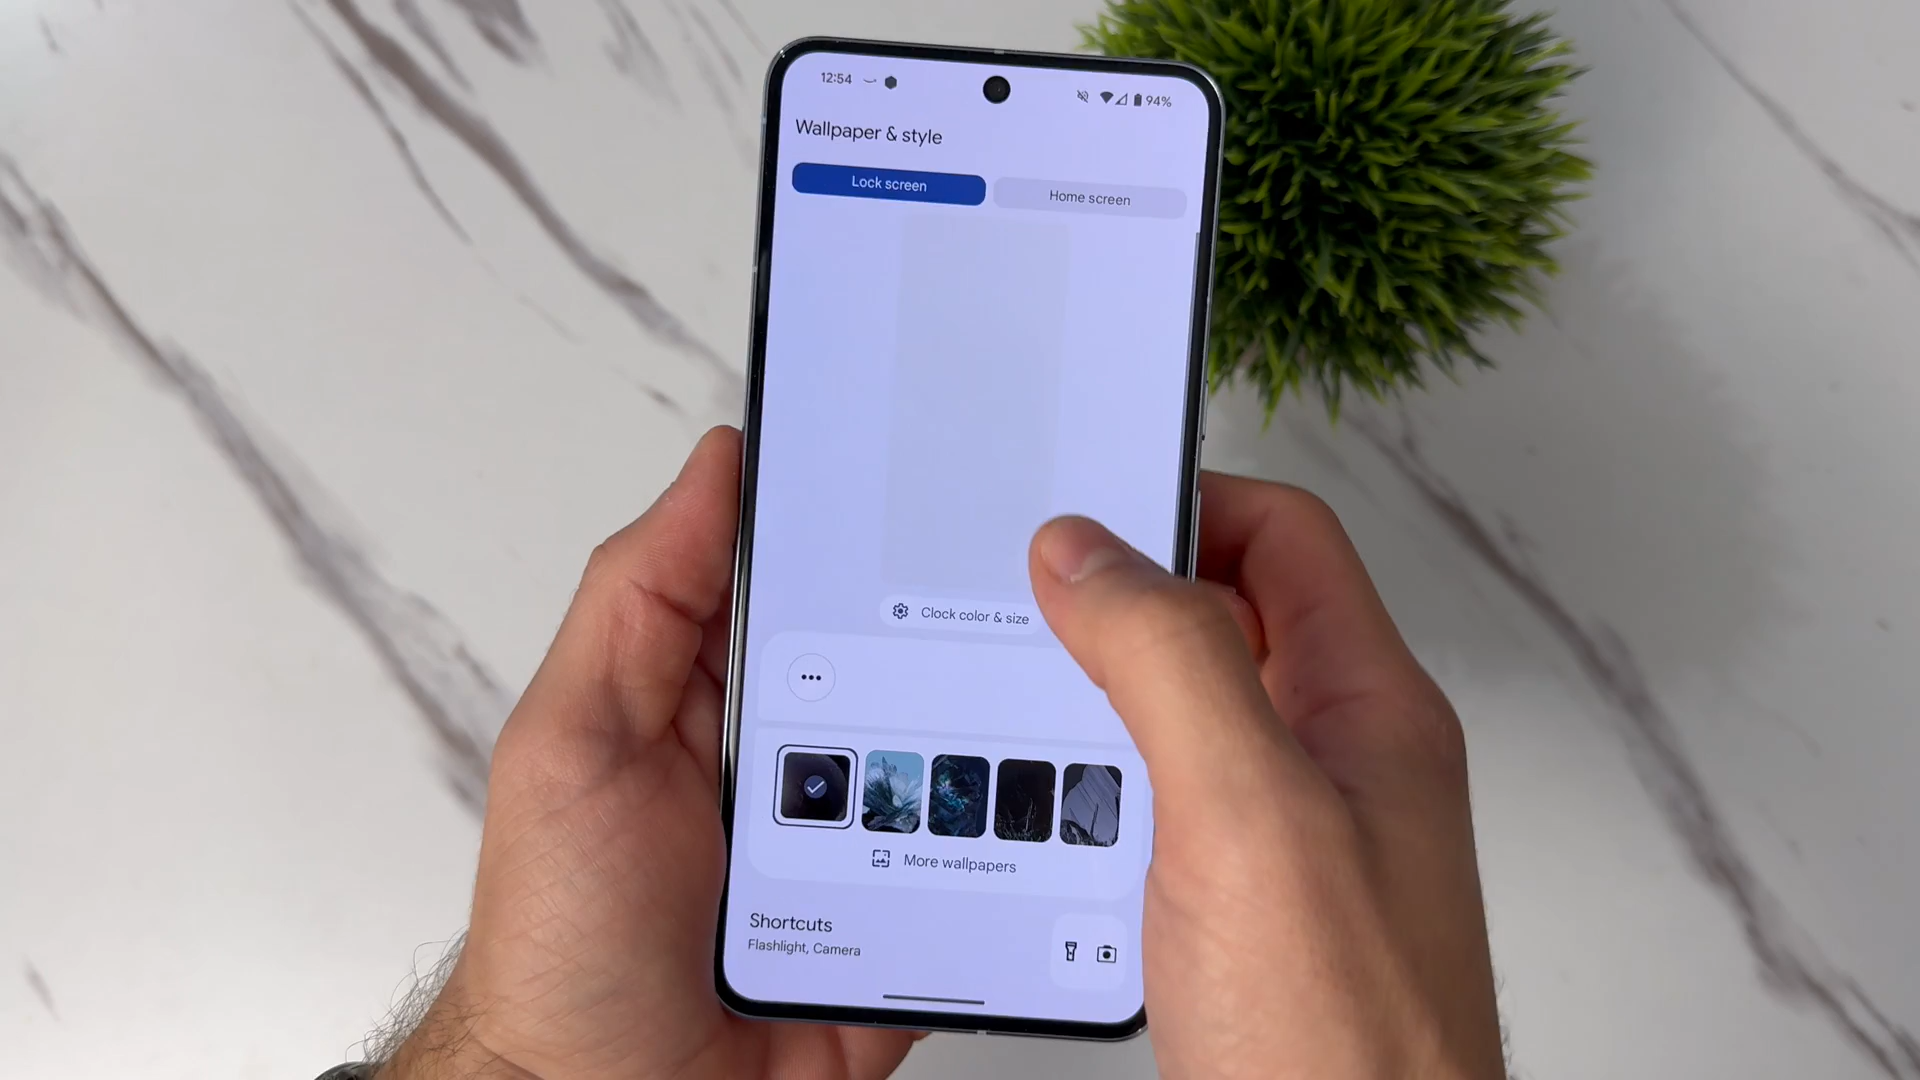 12:54
94%
Wallpaper & style
Lock screen
Home screen
Clock color & size
More wallpapers
Shortcuts
Flashlight, Camera